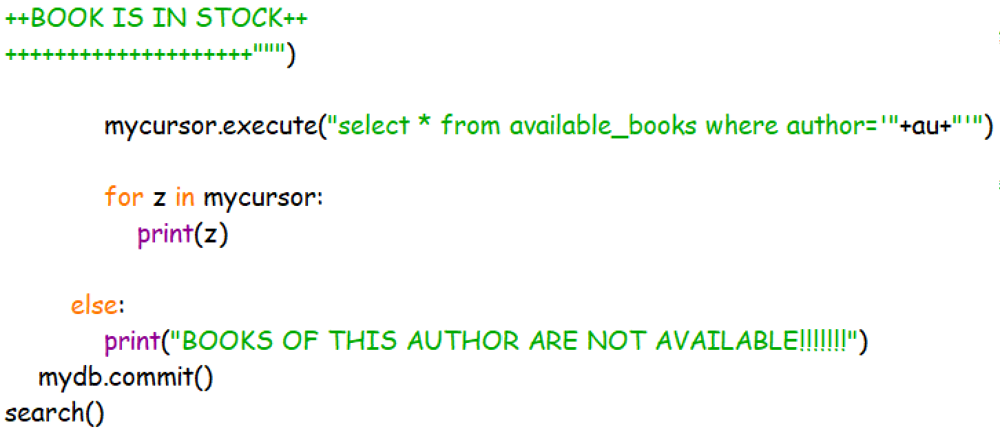 ++BOOK IS IN STOCK++
++++++++++++++++++++""")
mycursor.execute("select * from available_books where author='"+au+"'")
for z in mycursor:
print(z)
else:
print("BOOKS OF THIS AUTHOR ARE NOT AVAILABLE!!!!!!!")
mydb.commit()
search()